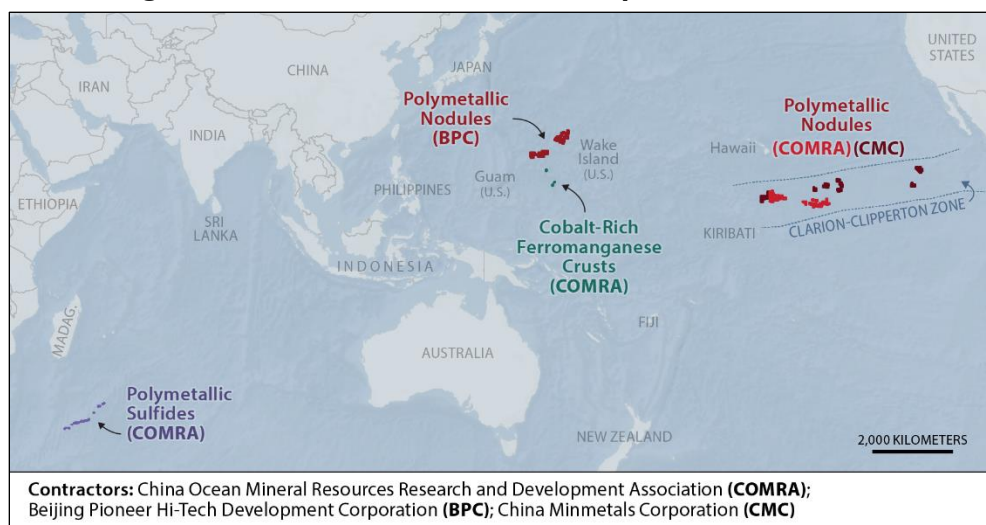 UNITED
STATES
CHINA
JAPAN
IRAN
Polymetallic
Nodules
(BPC)
Polymetallic
Nodules
(COMRA) (CMC)
INDIA
Wake
Island
(U.S.)
Hawaii
Guam
(U.S.)
PHILIPPINES
ETHIOPIA
SRI
LANKA
KIRIBATI
CLARION-CLIPPERTON ZONE
Cobalt-Rich
Ferromanganese
Crusts
(COMRA)
INDONESIA
MADAG.
FIJI
AUSTRALIA
Polymetallic
Sulfides
(COMRA)
NEW ZEALAND
2,000 KILOMETERS
Contractors: China Ocean Mineral Resources Research and Development Association (COMRA);
Beijing Pioneer Hi-Tech Development Corporation (BPC); China Minmetals Corporation (CMC)